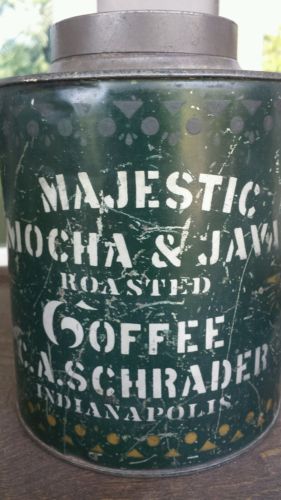 MAJESTIC
MOCHA & JAVA
ROASTED
COFFEE
C.A.SCHRADER
INDIANAPOLIS